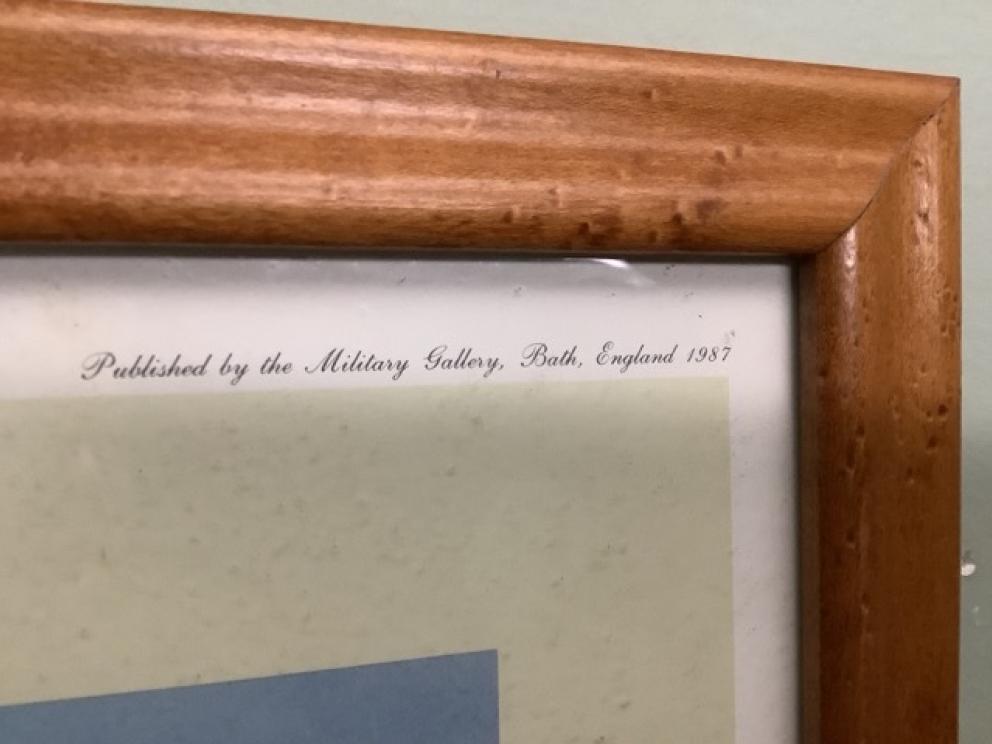 Published by the Military Gallery, Bath, England 1987